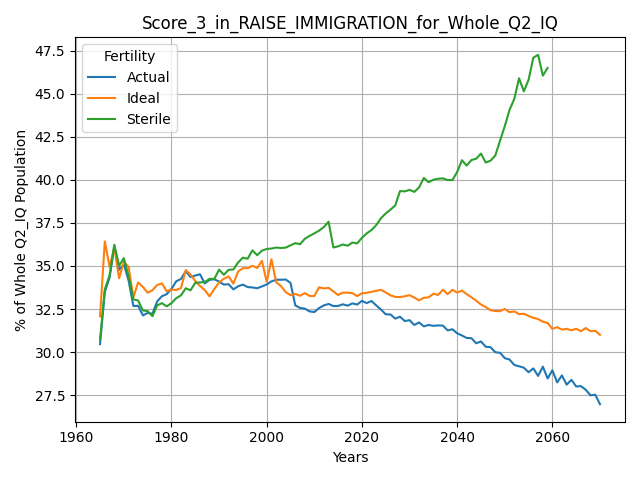 Score_3_in_RAISE_IMMIGRATION_for_Whole_Q2_IQ
% of Whole Q2_IQ Population
47.5
45.0
42.5
40.0
37.5
35.0
32.5
30.0
27.5
Fertility
Actual
Ideal
Sterile
1960 1980 2000 2020 2040 2060
Years